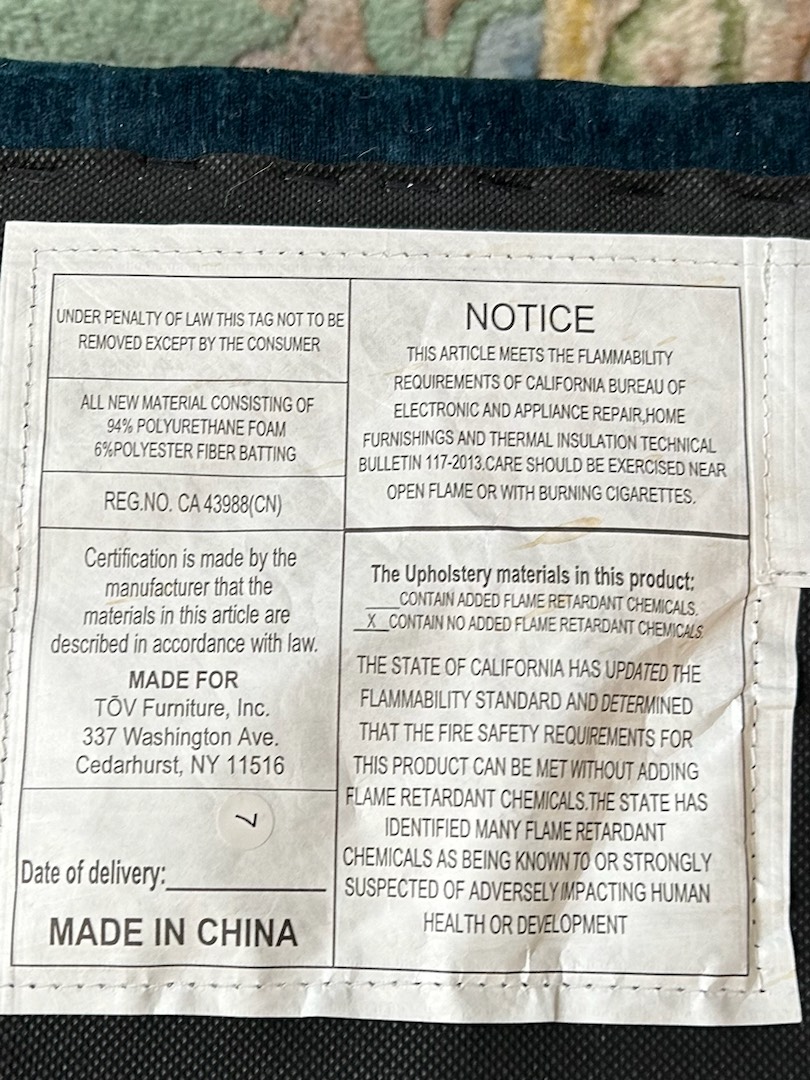 UNDER PENALTY OF LAW THIS TAG NOT TO BE
REMOVED EXCEPT BY THE CONSUMER
ALL NEW MATERIAL CONSISTING OF
94% POLYURETHANE FOAM
6%POLYESTER FIBER BATTING
REG.NO. CA 43988(CN)
Certification is made by the
manufacturer that the
materials in this article are
described in accordance with law.
MADE FOR
TŌV Furniture, Inc.
337 Washington Ave.
Cedarhurst, NY 11516
7
Date of delivery:__________
MADE IN CHINA
NOTICE
THIS ARTICLE MEETS THE FLAMMABILITY
REQUIREMENTS OF CALIFORNIA BUREAU OF
ELECTRONIC AND APPLIANCE REPAIR,HOME
FURNISHINGS AND THERMAL INSULATION TECHNICAL
BULLETIN 117-2013.CARE SHOULD BE EXERCISED NEAR
OPEN FLAME OR WITH BURNING CIGARETTES.
The Upholstery materials in this product:
____CONTAIN ADDED FLAME RETARDANT CHEMICALS.
__X__CONTAIN NO ADDED FLAME RETARDANT CHEMICALS
THE STATE OF CALIFORNIA HAS UPDATED THE
FLAMMABILITY STANDARD AND DETERMINED
THAT THE FIRE SAFETY REQUIREMENTS FOR
THIS PRODUCT CAN BE MET WITHOUT ADDING
FLAME RETARDANT CHEMICALS.THE STATE HAS
IDENTIFIED MANY FLAME RETARDANT
CHEMICALS AS BEING KNOWN TO OR STRONGLY
SUSPECTED OF ADVERSELY IMPACTING HUMAN
HEALTH OR DEVELOPMENT